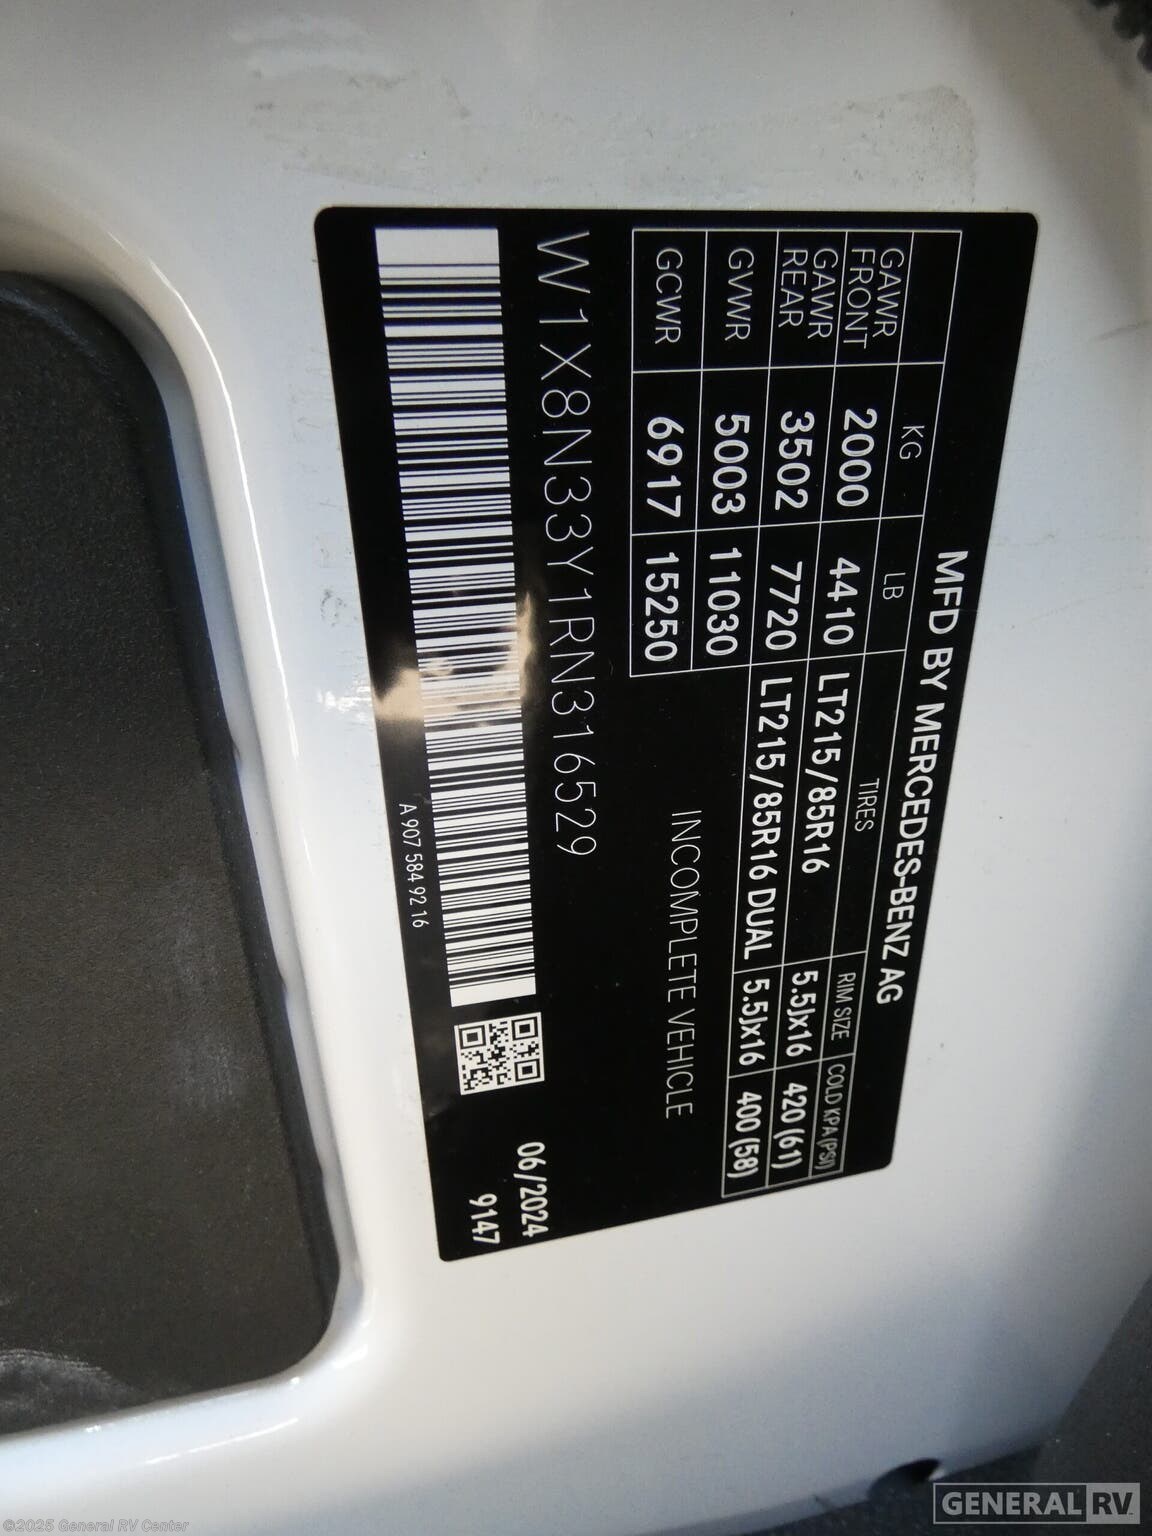 MFD BY MERCEDES-BENZ AG
KG LB TIRES RIM SIZE COLD KPA (PSI)
GAWR FRONT 2000 4410 LT215/85R16 5.5Jx16 420 (61)
GAWR REAR 3502 7720 LT215/85R16 DUAL 5.5Jx16 400 (58)
GVWR 5003 11030
GCWR 6917 15250
INCOMPLETE VEHICLE
W1X8N33Y1RN316529
06/2024
9147
A 907 584 92 16
GENERAL RV
©2025 General RV Center